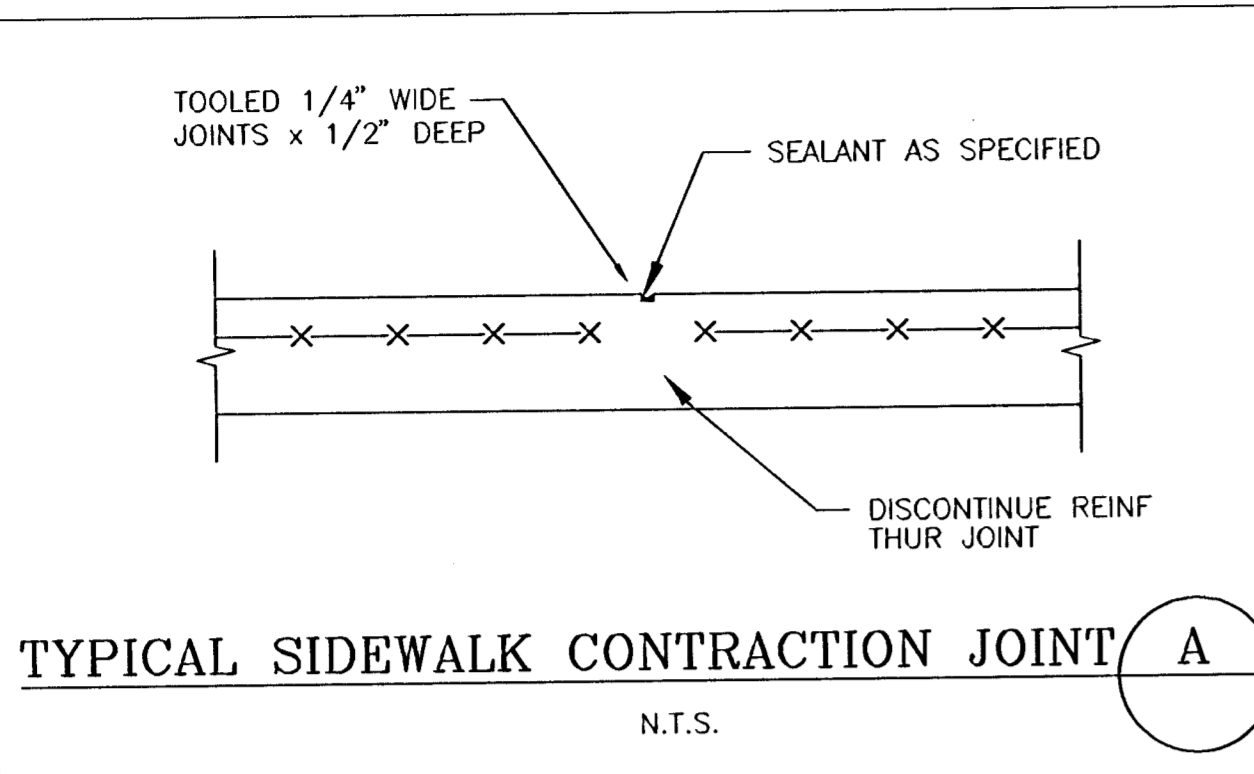 TOOLED 1/4" WIDE
JOINTS x 1/2" DEEP
SEALANT AS SPECIFIED
DISCONTINUE REINF
THUR JOINT
TYPICAL SIDEWALK CONTRACTION JOINT
A
N.T.S.